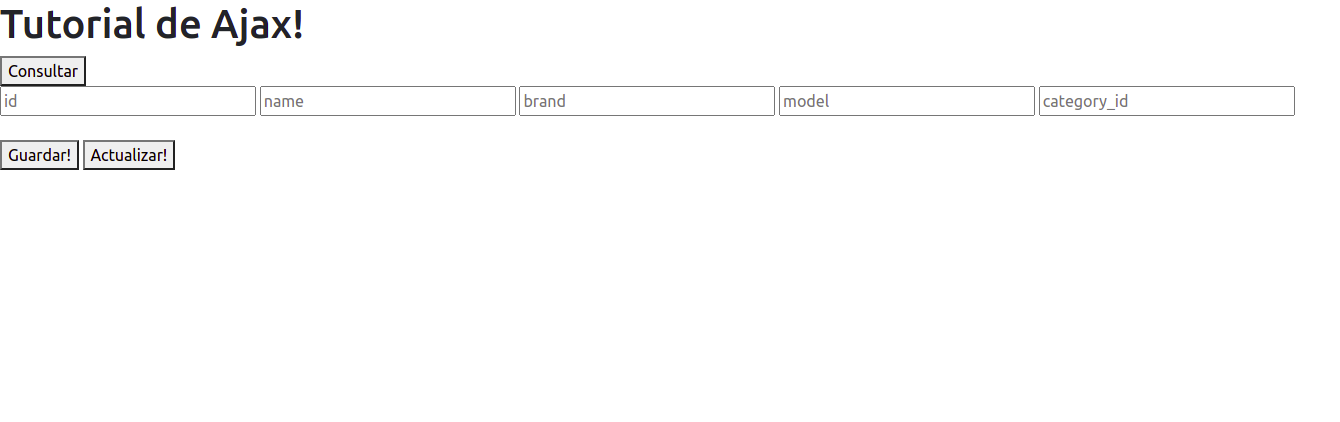 Tutorial de Ajax!
Consultar
id name brand model category_id
Guardar! Actualizar!